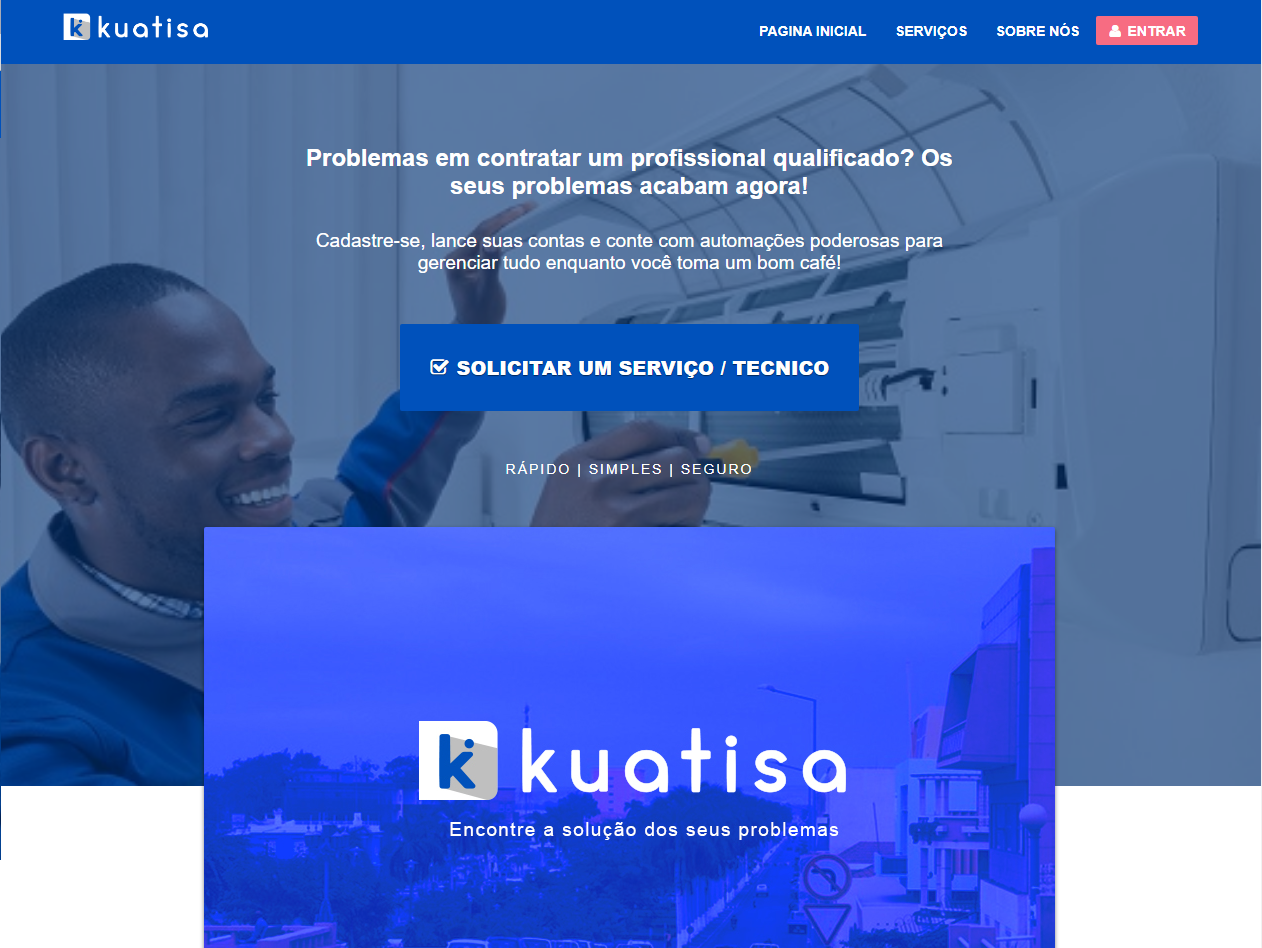 kuatisa
PAGINA INICIAL SERVIÇOS SOBRE NÓS ENTRAR
Problemas em contratar um profissional qualificado? Os
seus problemas acabam agora!
Cadastre-se, lance suas contas e conte com automações poderosas para
gerenciar tudo enquanto você toma um bom café!
SOLICITAR UM SERVIÇO / TECNICO
RÁPIDO | SIMPLES | SEGURO
kuatisa
Encontre a solução dos seus problemas